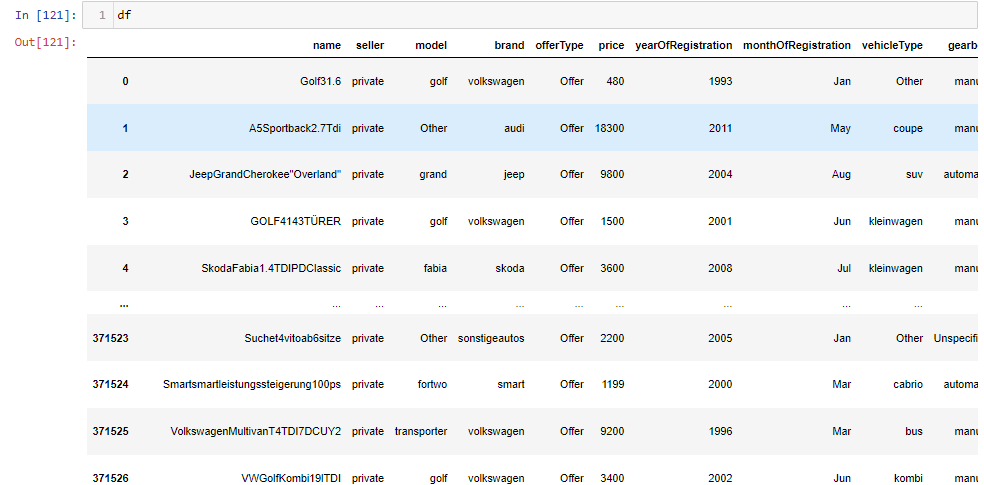 In [121]: 1 df
Out[121]:
name seller model brand offerType price yearOfRegistration monthOfRegistration vehicleType gearb
0 Golf31.6 private golf volkswagen Offer 480 1993 Jan Other manu
1 A5Sportback2.7Tdi private Other audi Offer 18300 2011 May coupe manu
2 JeepGrandCherokee"Overland" private grand jeep Offer 9800 2004 Aug suv automa
3 GOLF4143TÜRER private golf volkswagen Offer 1500 2001 Jun kleinwagen manu
4 SkodaFabia1.4TDIPDClassic private fabia skoda Offer 3600 2008 Jul kleinwagen manu
... ... ... ... ... ... ... ... ... ...
371523 Suchet4vitoab6sitze private Other sonstigeautos Offer 2200 2005 Jan Other Unspecifi
371524 Smartsmartleistungssteigerung100ps private fortwo smart Offer 1199 2000 Mar cabrio automa
371525 VolkswagenMultivanT4TDI7DCUY2 private transporter volkswagen Offer 9200 1996 Mar bus manu
371526 VWGolfKombi19lTDI private golf volkswagen Offer 3400 2002 Jun kombi manu